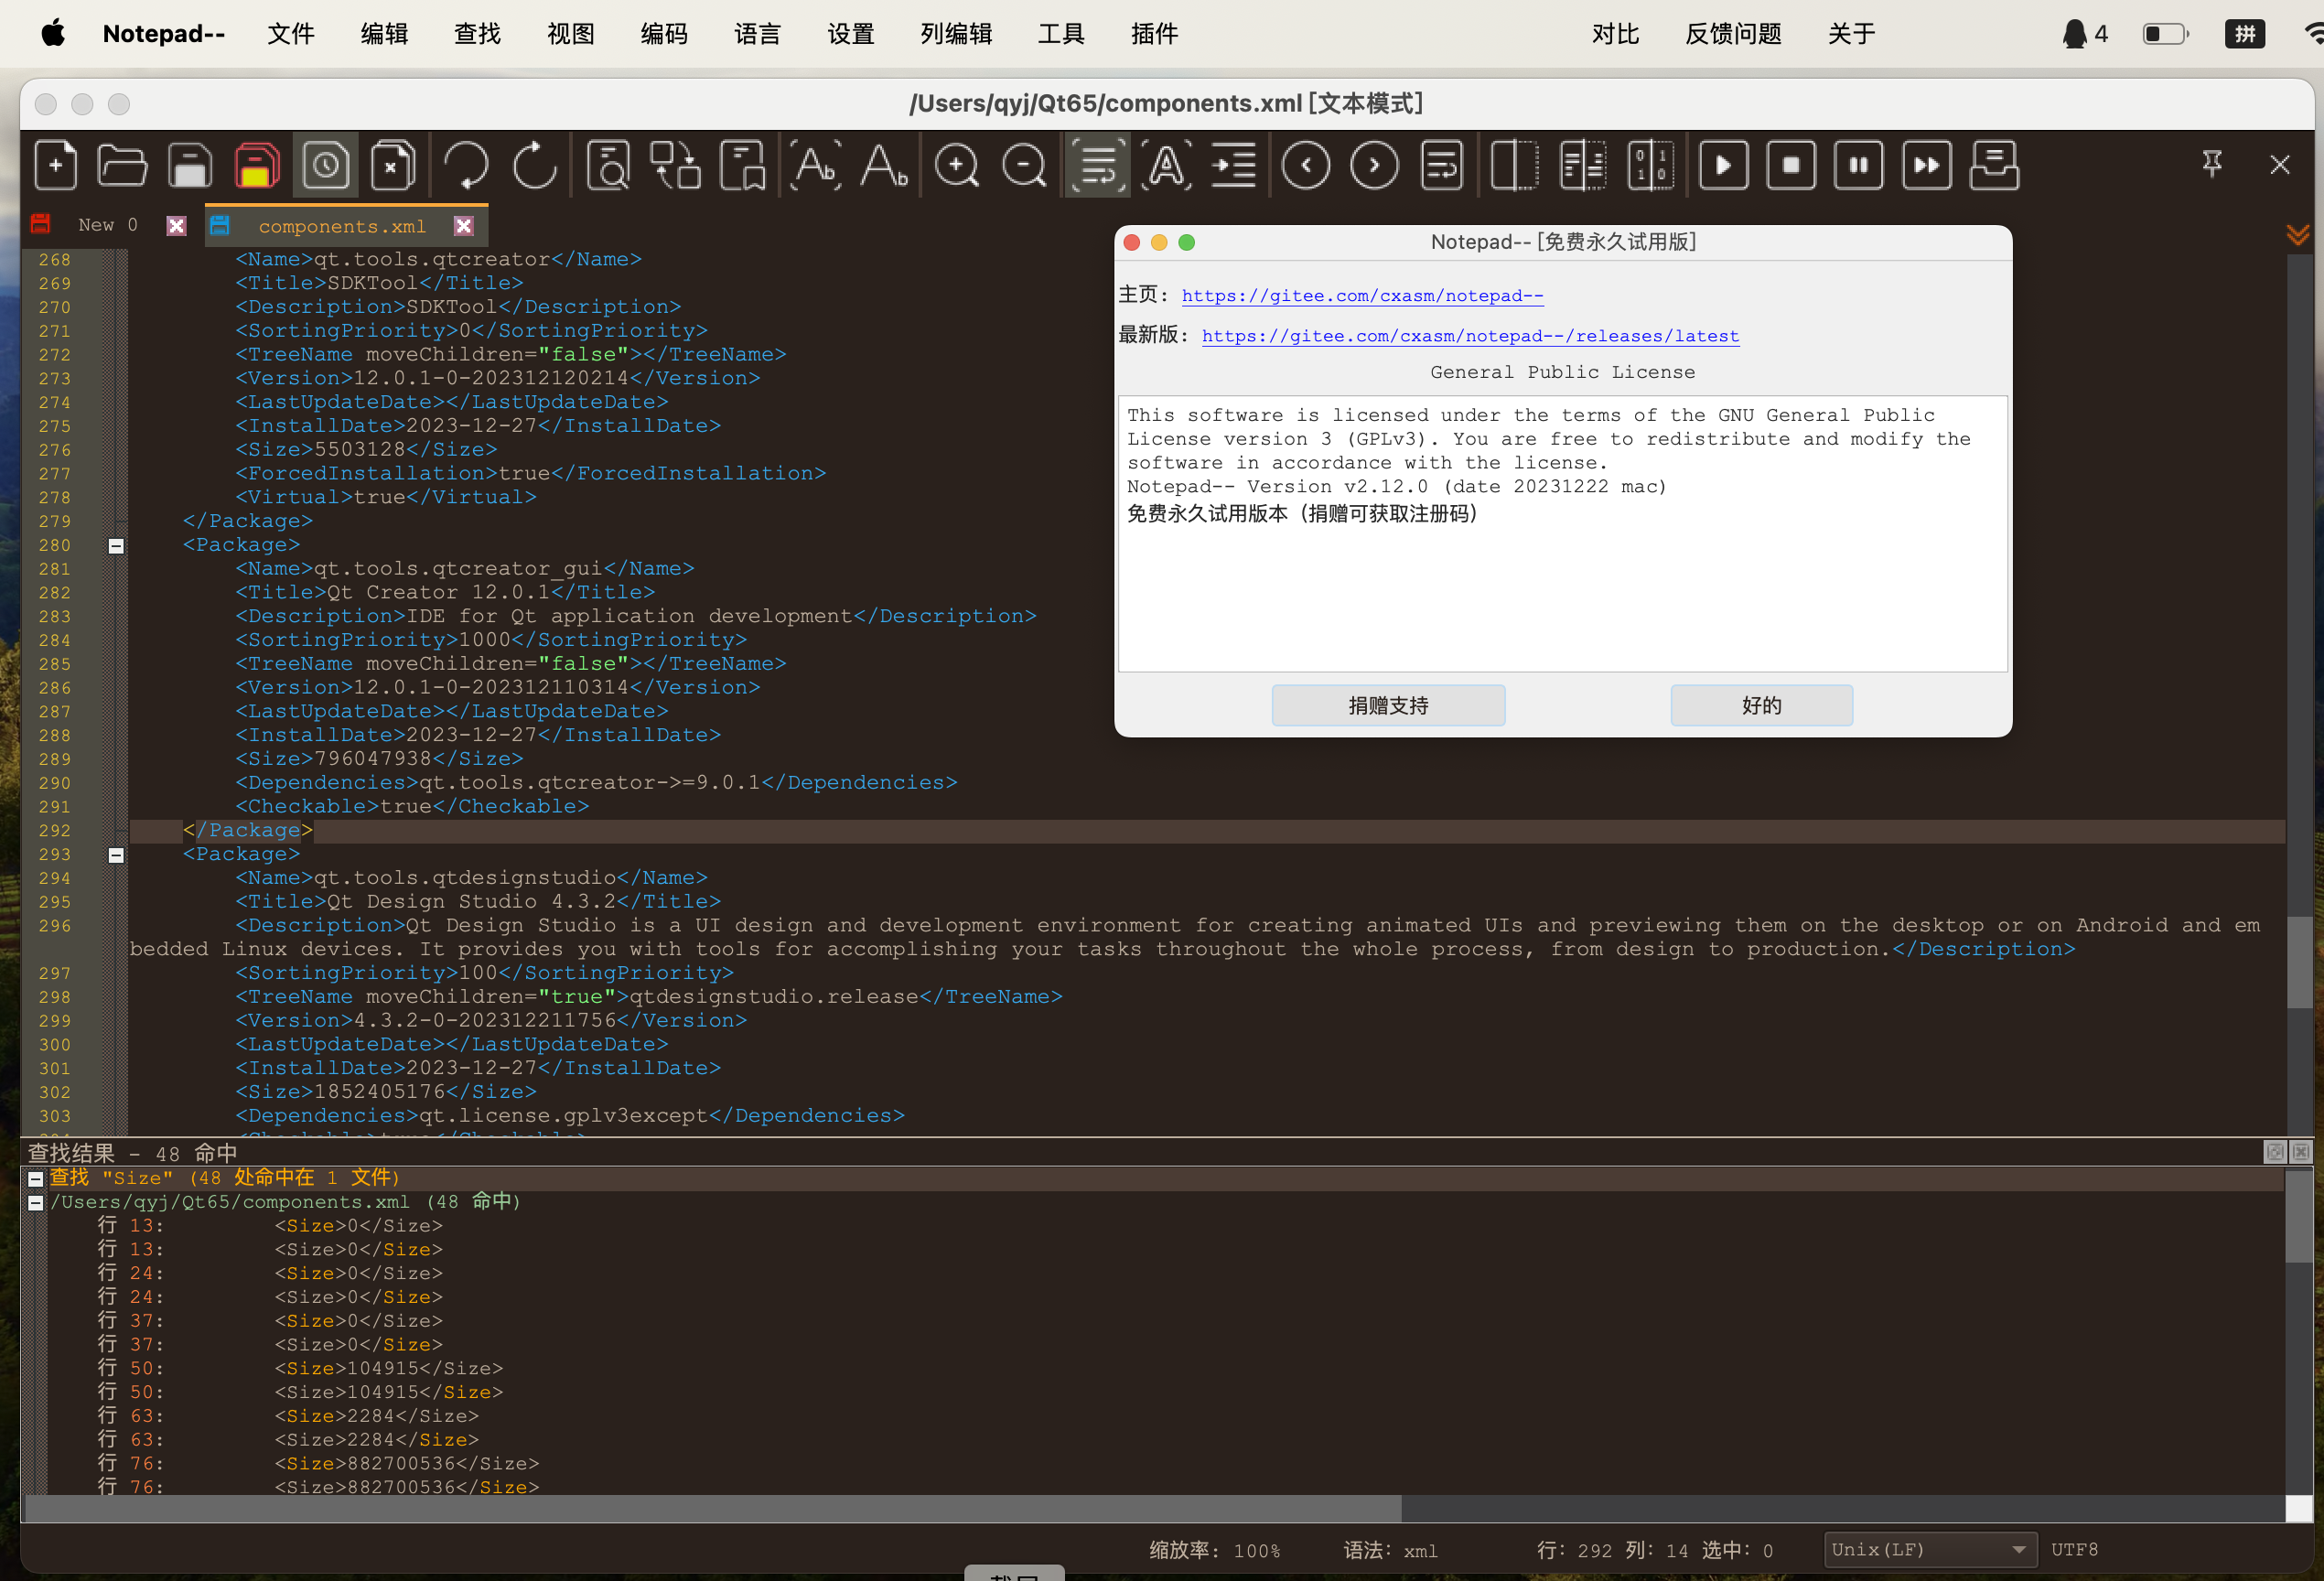 Notepad-- 文件 编辑 查找 视图 编码 语言 设置 列编辑 工具 插件 对比 反馈问题 关于 4 拼
/Users/qyj/Qt65/components.xml [文本模式]
New 0 components.xml
268 <Name>qt.tools.qtcreator</Name>
269 <Title>SDKTool</Title>
270 <Description>SDKTool</Description>
271 <SortingPriority>0</SortingPriority>
272 <TreeName moveChildren="false"></TreeName>
273 <Version>12.0.1-0-202312120214</Version>
274 <LastUpdateDate></LastUpdateDate>
275 <InstallDate>2023-12-27</InstallDate>
276 <Size>5503128</Size>
277 <ForcedInstallation>true</ForcedInstallation>
278 <Virtual>true</Virtual>
279 </Package>
280 <Package>
281 <Name>qt.tools.qtcreator_gui</Name>
282 <Title>Qt Creator 12.0.1</Title>
283 <Description>IDE for Qt application development</Description>
284 <SortingPriority>1000</SortingPriority>
285 <TreeName moveChildren="false"></TreeName>
286 <Version>12.0.1-0-202312110314</Version>
287 <LastUpdateDate></LastUpdateDate>
288 <InstallDate>2023-12-27</InstallDate>
289 <Size>796047938</Size>
290 <Dependencies>qt.tools.qtcreator->=9.0.1</Dependencies>
291 <Checkable>true</Checkable>
292 </Package>
293 <Package>
294 <Name>qt.tools.qtdesignstudio</Name>
295 <Title>Qt Design Studio 4.3.2</Title>
296 <Description>Qt Design Studio is a UI design and development environment for creating animated UIs and previewing them on the desktop or on Android and em
bedded Linux devices. It provides you with tools for accomplishing your tasks throughout the whole process, from design to production.</Description>
297 <SortingPriority>100</SortingPriority>
298 <TreeName moveChildren="true">qtdesignstudio.release</TreeName>
299 <Version>4.3.2-0-202312211756</Version>
300 <LastUpdateDate></LastUpdateDate>
301 <InstallDate>2023-12-27</InstallDate>
302 <Size>1852405176</Size>
303 <Dependencies>qt.license.gplv3except</Dependencies>
Notepad-- [免费永久试用版]
主页: https://gitee.com/cxasm/notepad--
最新版: https://gitee.com/cxasm/notepad--/releases/latest
General Public License
This software is licensed under the terms of the GNU General Public
License version 3 (GPLv3). You are free to redistribute and modify the
software in accordance with the license.
Notepad-- Version v2.12.0 (date 20231222 mac)
免费永久试用版本（捐赠可获取注册码）
捐赠支持 好的
查找结果 - 48 命中
查找 "Size" (48 处命中在 1 文件)
/Users/qyj/Qt65/components.xml (48 命中)
行 13: <Size>0</Size>
行 13: <Size>0</Size>
行 24: <Size>0</Size>
行 24: <Size>0</Size>
行 37: <Size>0</Size>
行 37: <Size>0</Size>
行 50: <Size>104915</Size>
行 50: <Size>104915</Size>
行 63: <Size>2284</Size>
行 63: <Size>2284</Size>
行 76: <Size>882700536</Size>
行 76: <Size>882700536</Size>
缩放率: 100% 语法: xml 行: 292 列: 14 选中: 0 Unix(LF) UTF8